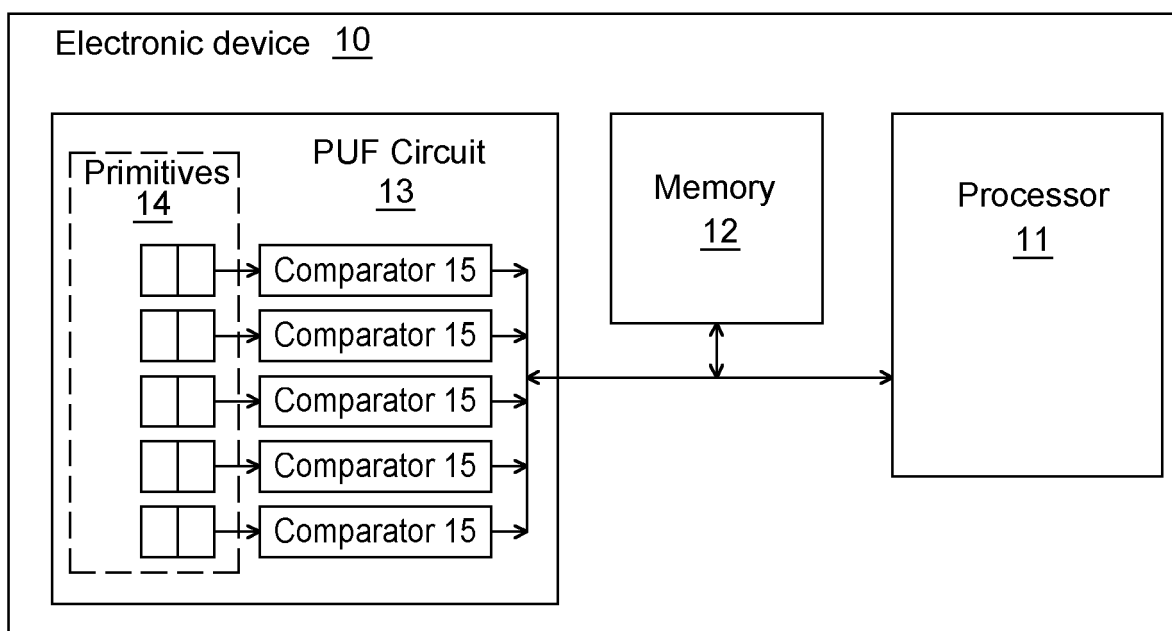 Electronic device 10
PUF Circuit
13
Primitives
14
Comparator 15
Comparator 15
Comparator 15
Comparator 15
Comparator 15
Memory
12
Processor
11